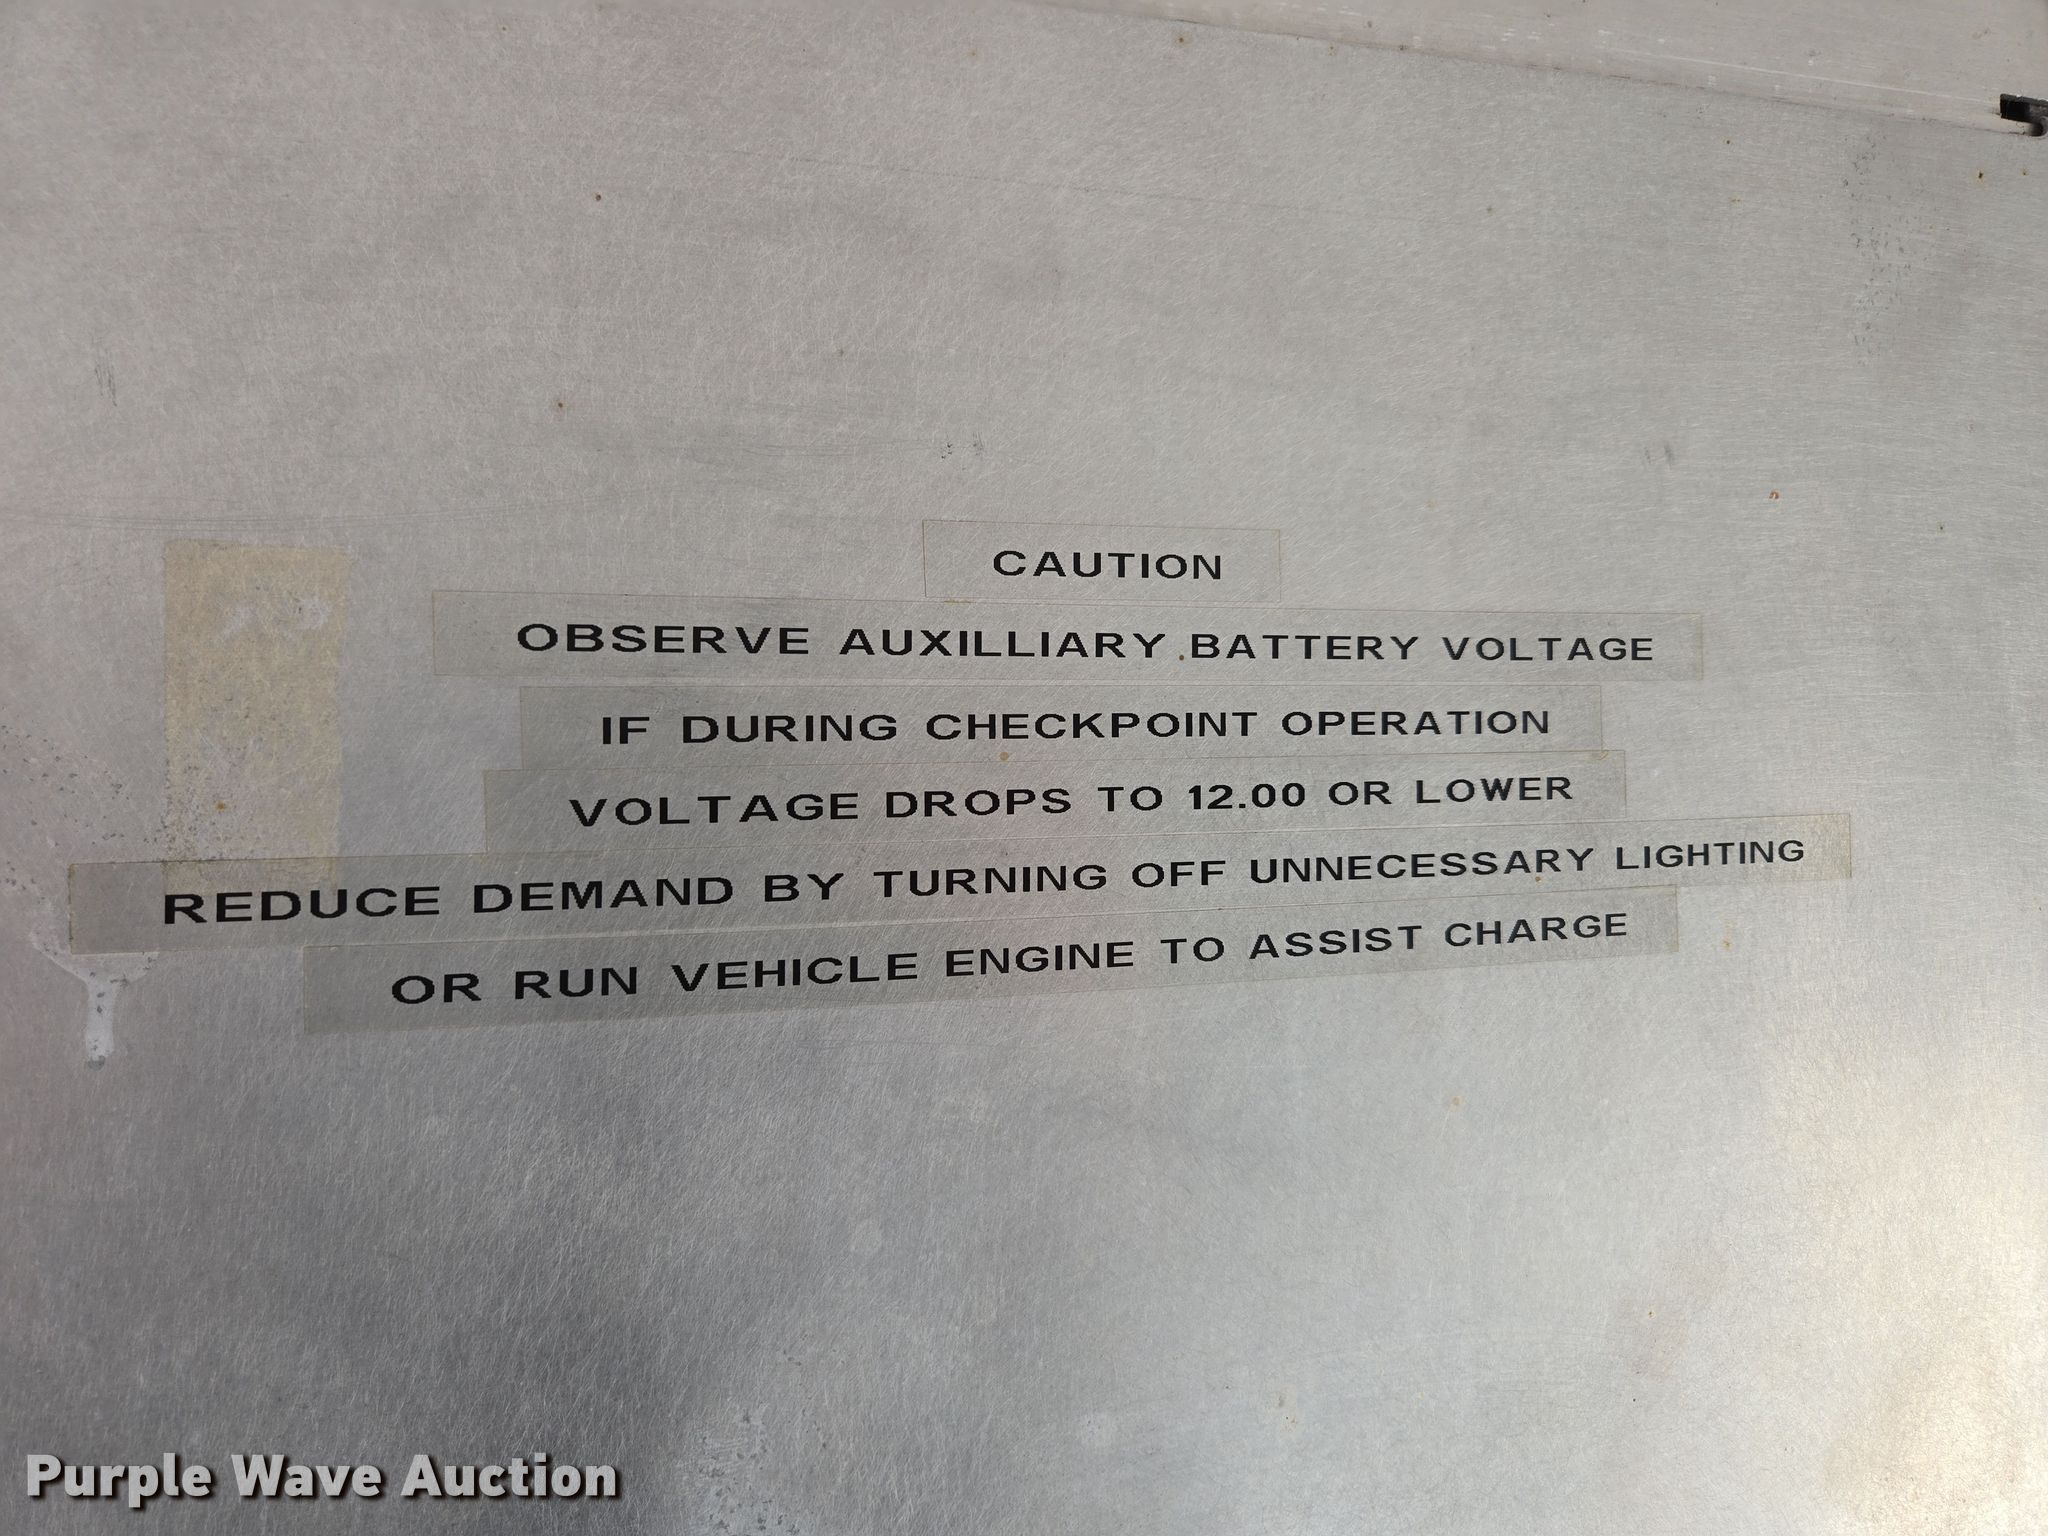 CAUTION
OBSERVE AUXILLIARY BATTERY VOLTAGE
IF DURING CHECKPOINT OPERATION
VOLTAGE DROPS TO 12.00 OR LOWER
REDUCE DEMAND BY TURNING OFF UNNECESSARY LIGHTING
OR RUN VEHICLE ENGINE TO ASSIST CHARGE
Purple Wave Auction